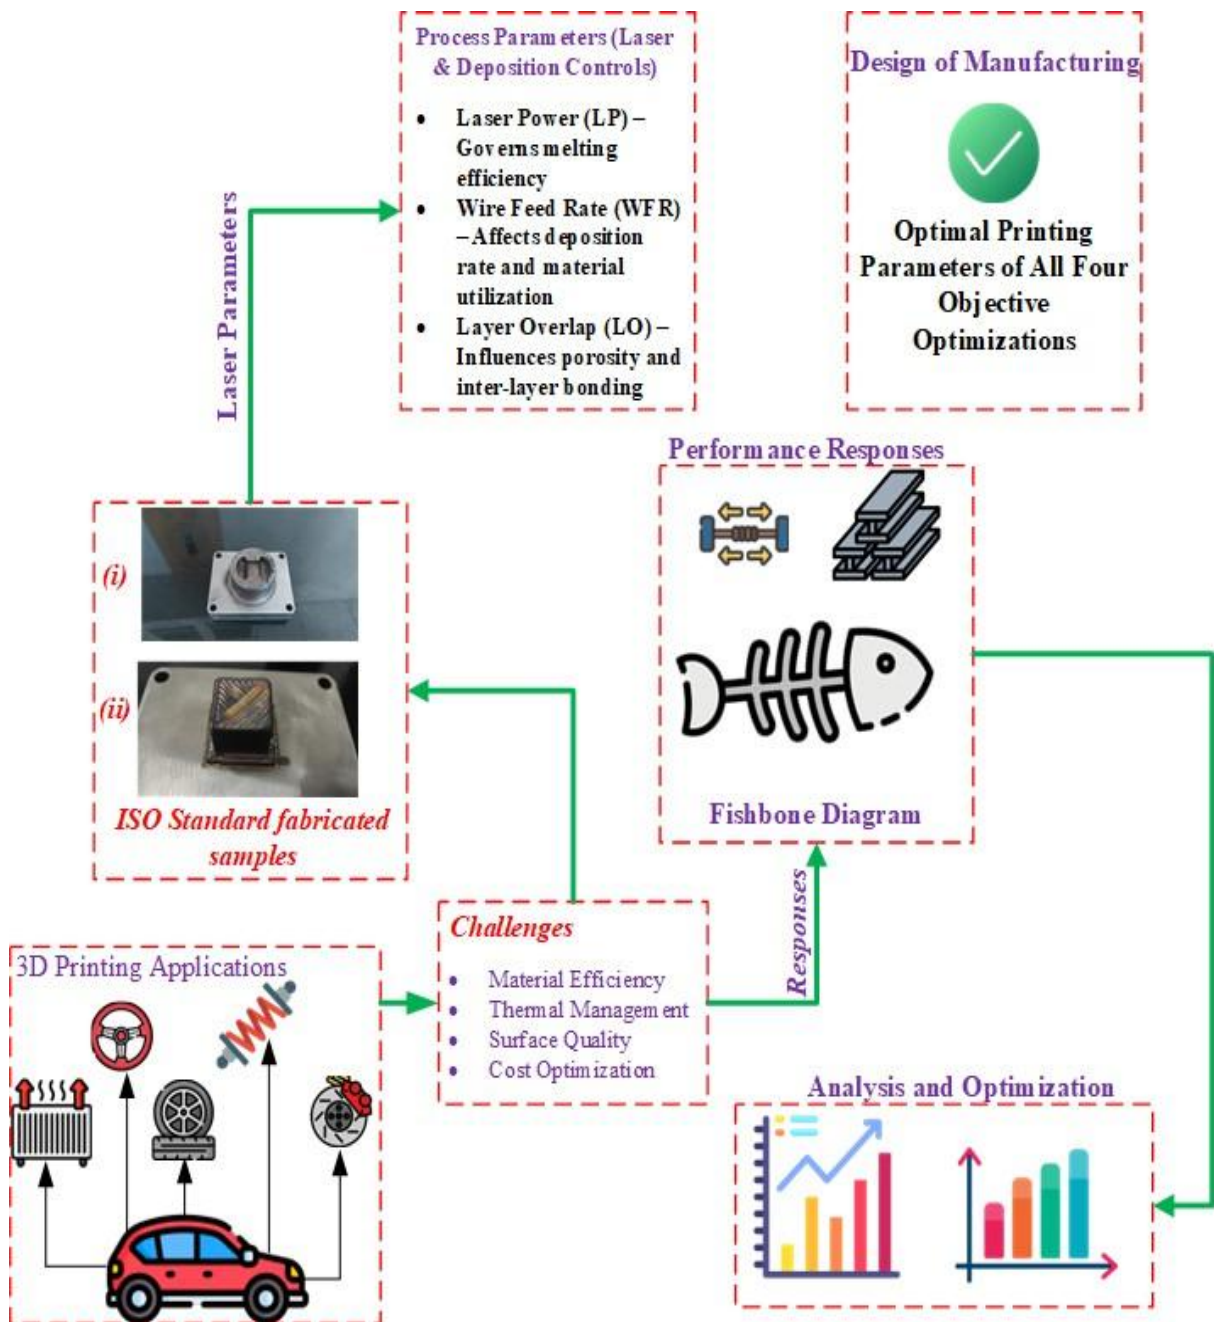 Process Parameters (Laser
& Deposition Controls)
• Laser Power (LP) –
Governs melting
efficiency
• Wire Feed Rate (WFR)
– Affects deposition
rate and material
utilization
• Layer Overlap (LO) –
Influences porosity and
inter-layer bonding
Design of Manufacturing
Optimal Printing
Parameters of All Four
Objective
Optimizations
Laser Parameters
Performance Responses
Fishbone Diagram
(i)
(ii)
ISO Standard fabricated
samples
Responses
Challenges
• Material Efficiency
• Thermal Management
• Surface Quality
• Cost Optimization
3D Printing Applications
Analysis and Optimization